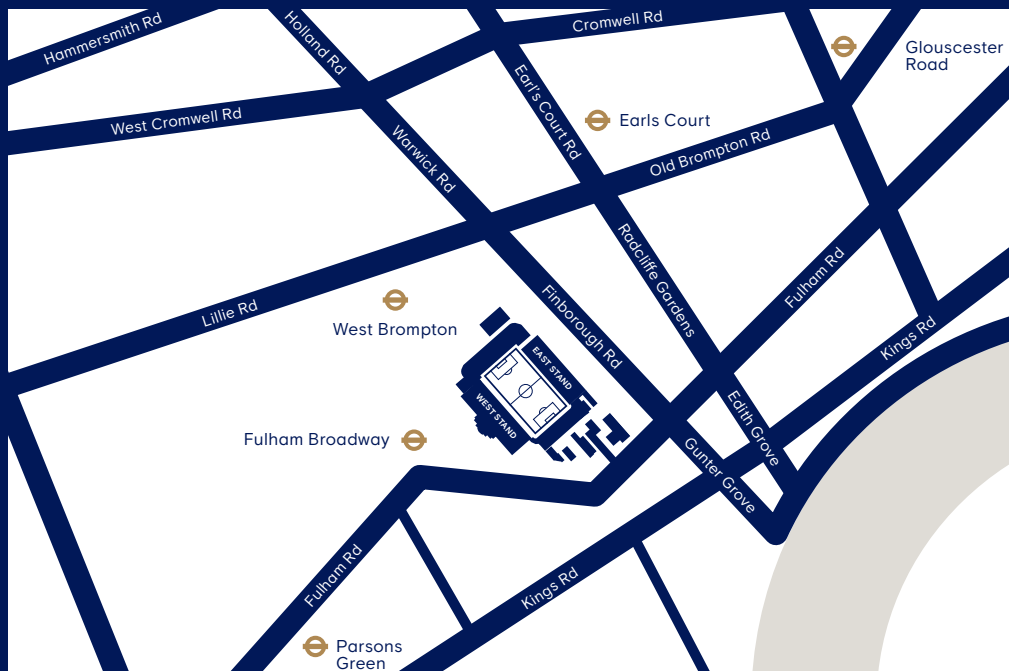 Hammersmith Rd
Holland Rd
Cromwell Rd
Glouscester
Road
West Cromwell Rd
Earl's Court Rd
Earls Court
Warwick Rd
Old Brompton Rd
Radcliffe Gardens
Fulham Rd
Lillie Rd
West Brompton
Finborough Rd
Kings Rd
EAST STAND
WEST STAND
Edith Grove
Fulham Broadway
Gunter Grove
Fulham Rd
Kings Rd
Parsons
Green